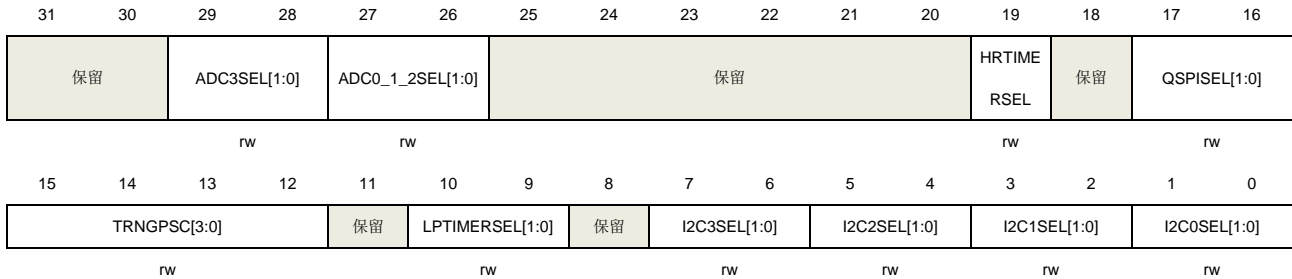 31 30 29 28 27 26 25 24 23 22 21 20 19 18 17 16
保留 ADC3SEL[1:0] ADC0_1_2SEL[1:0] 保留 HRTIME 保留 QSPISEL[1:0]
RSEL
rw rw rw rw
15 14 13 12 11 10 9 8 7 6 5 4 3 2 1 0
TRNGPSC[3:0] 保留 LPTIMERSEL[1:0] 保留 I2C3SEL[1:0] I2C2SEL[1:0] I2C1SEL[1:0] I2C0SEL[1:0]
rw rw rw rw rw rw